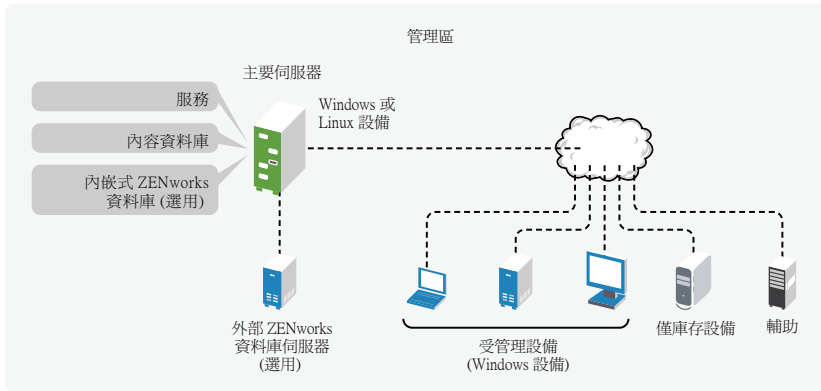 管理區
主要伺服器
服務
內容資料庫
內嵌式 ZENworks
資料庫 (選用)
Windows 或
Linux 設備
外部 ZENworks
資料庫伺服器
(選用)
受管理設備
(Windows 設備)
僅庫存設備
輔助